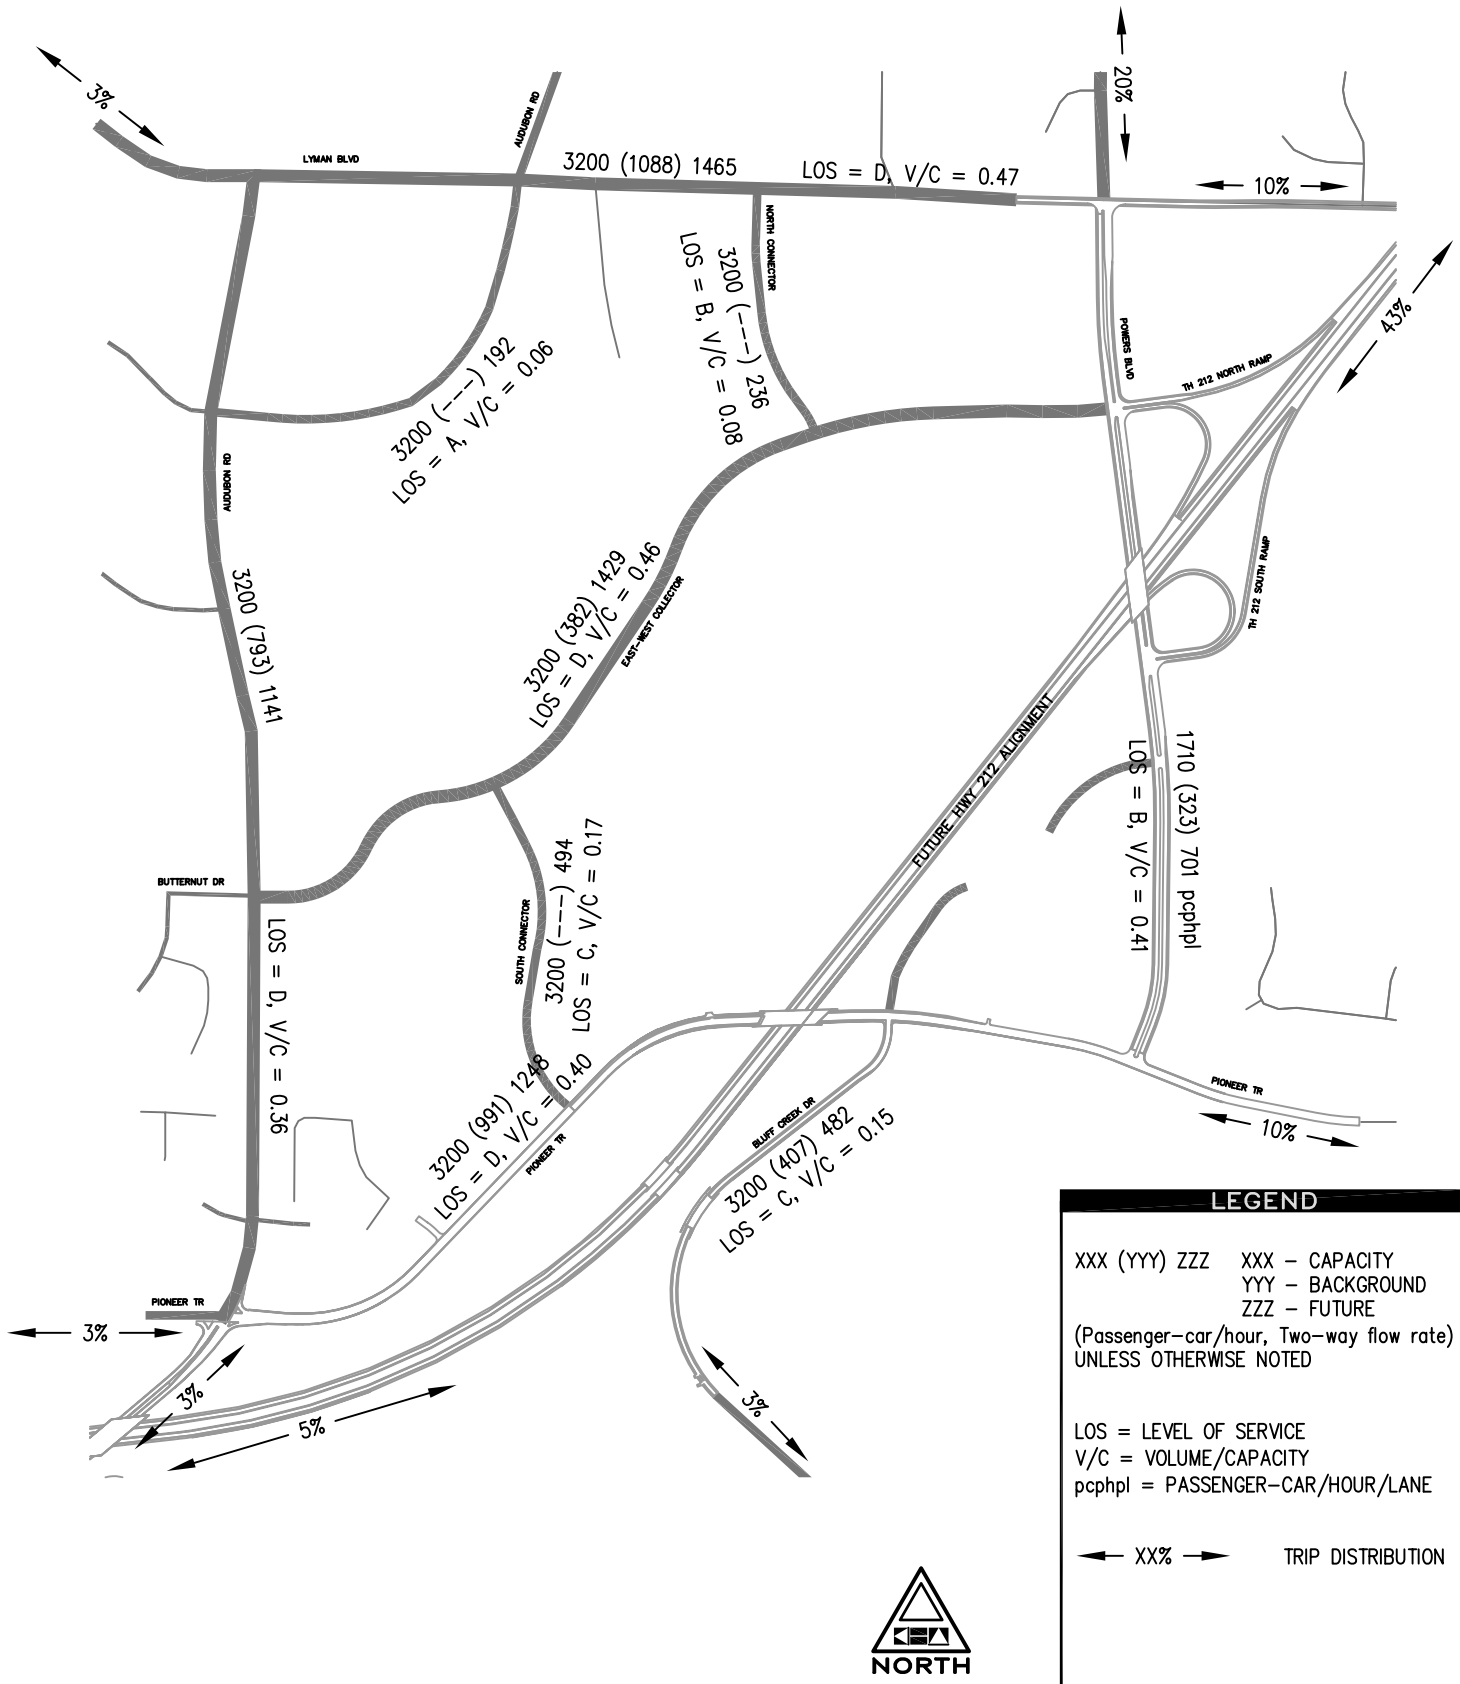 3%
20%
AUDUBON RD
LYMAN BLVD
3200 (1088) 1465
LOS = D, V/C = 0.47
10%
NORTH CONNECTOR
3200 (---) 236
LOS = B, V/C = 0.08
43%
POWERS BLVD
TH 212 NORTH RAMP
3200 (---) 192
LOS = A, V/C = 0.06
AUDUBON RD
3200 (793) 1141
3200 (382) 1429
LOS = D, V/C = 0.46
EAST-WEST COLLECTOR
TH 212 SOUTH RAMP
FUTURE HWY 212 ALIGNMENT
1710 (323) 701 pcphpl
LOS = B, V/C = 0.41
BUTTERNUT DR
LOS = D, V/C = 0.36
SOUTH CONNECTOR
3200 (---) 494
LOS = C, V/C = 0.17
3200 (991) 1248
LOS = D, V/C = 0.40
PIONEER TR
BLUFF CREEK DR
3200 (407) 482
LOS = C, V/C = 0.15
PIONEER TR
10%
PIONEER TR
3%
3%
5%
3%
LEGEND
XXX (YYY) ZZZ XXX - CAPACITY
YYY - BACKGROUND
ZZZ - FUTURE
(Passenger-car/hour, Two-way flow rate)
UNLESS OTHERWISE NOTED
LOS = LEVEL OF SERVICE
V/C = VOLUME/CAPACITY
pcphpl = PASSENGER-CAR/HOUR/LANE
XX% TRIP DISTRIBUTION
NORTH